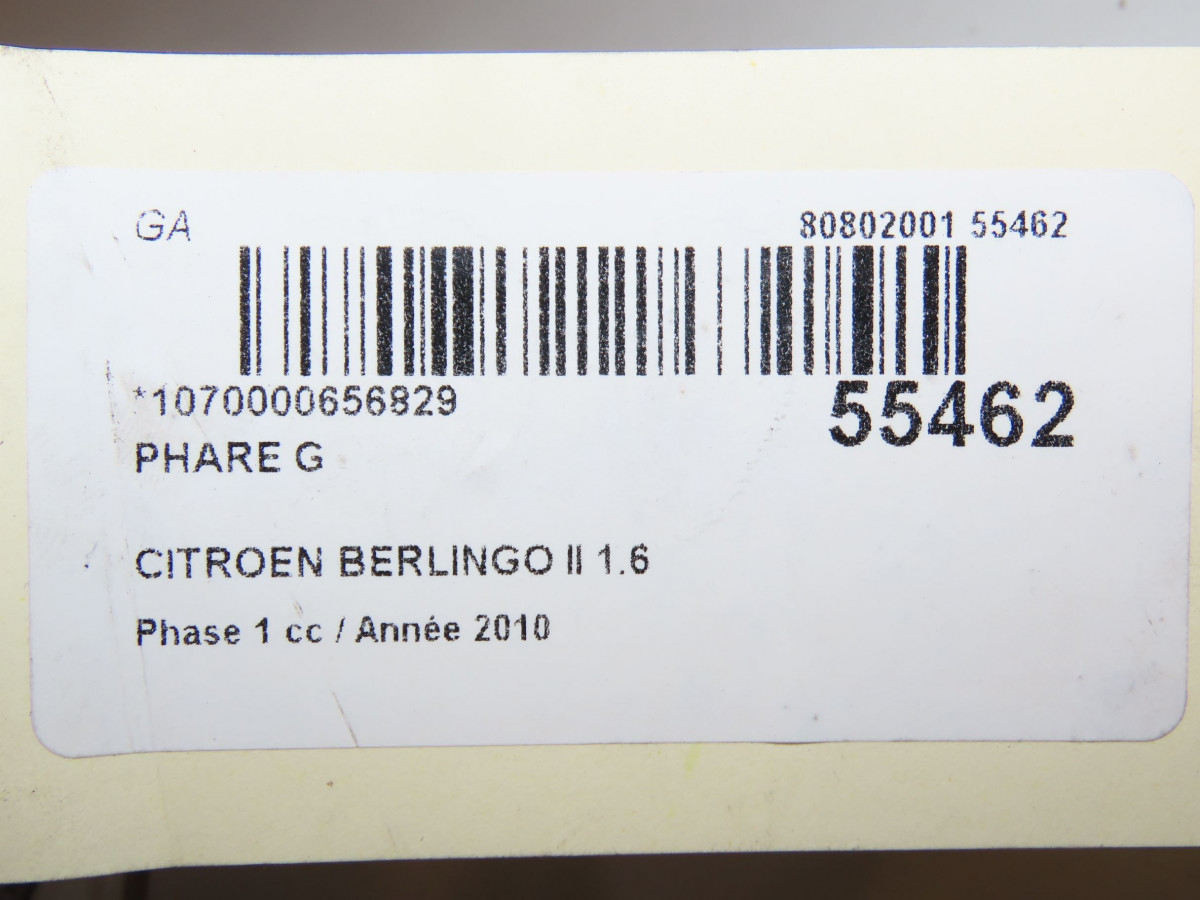 GA 80802001 55462
*1070000656829 55462
PHARE G
CITROEN BERLINGO II 1.6
Phase 1 cc / Année 2010